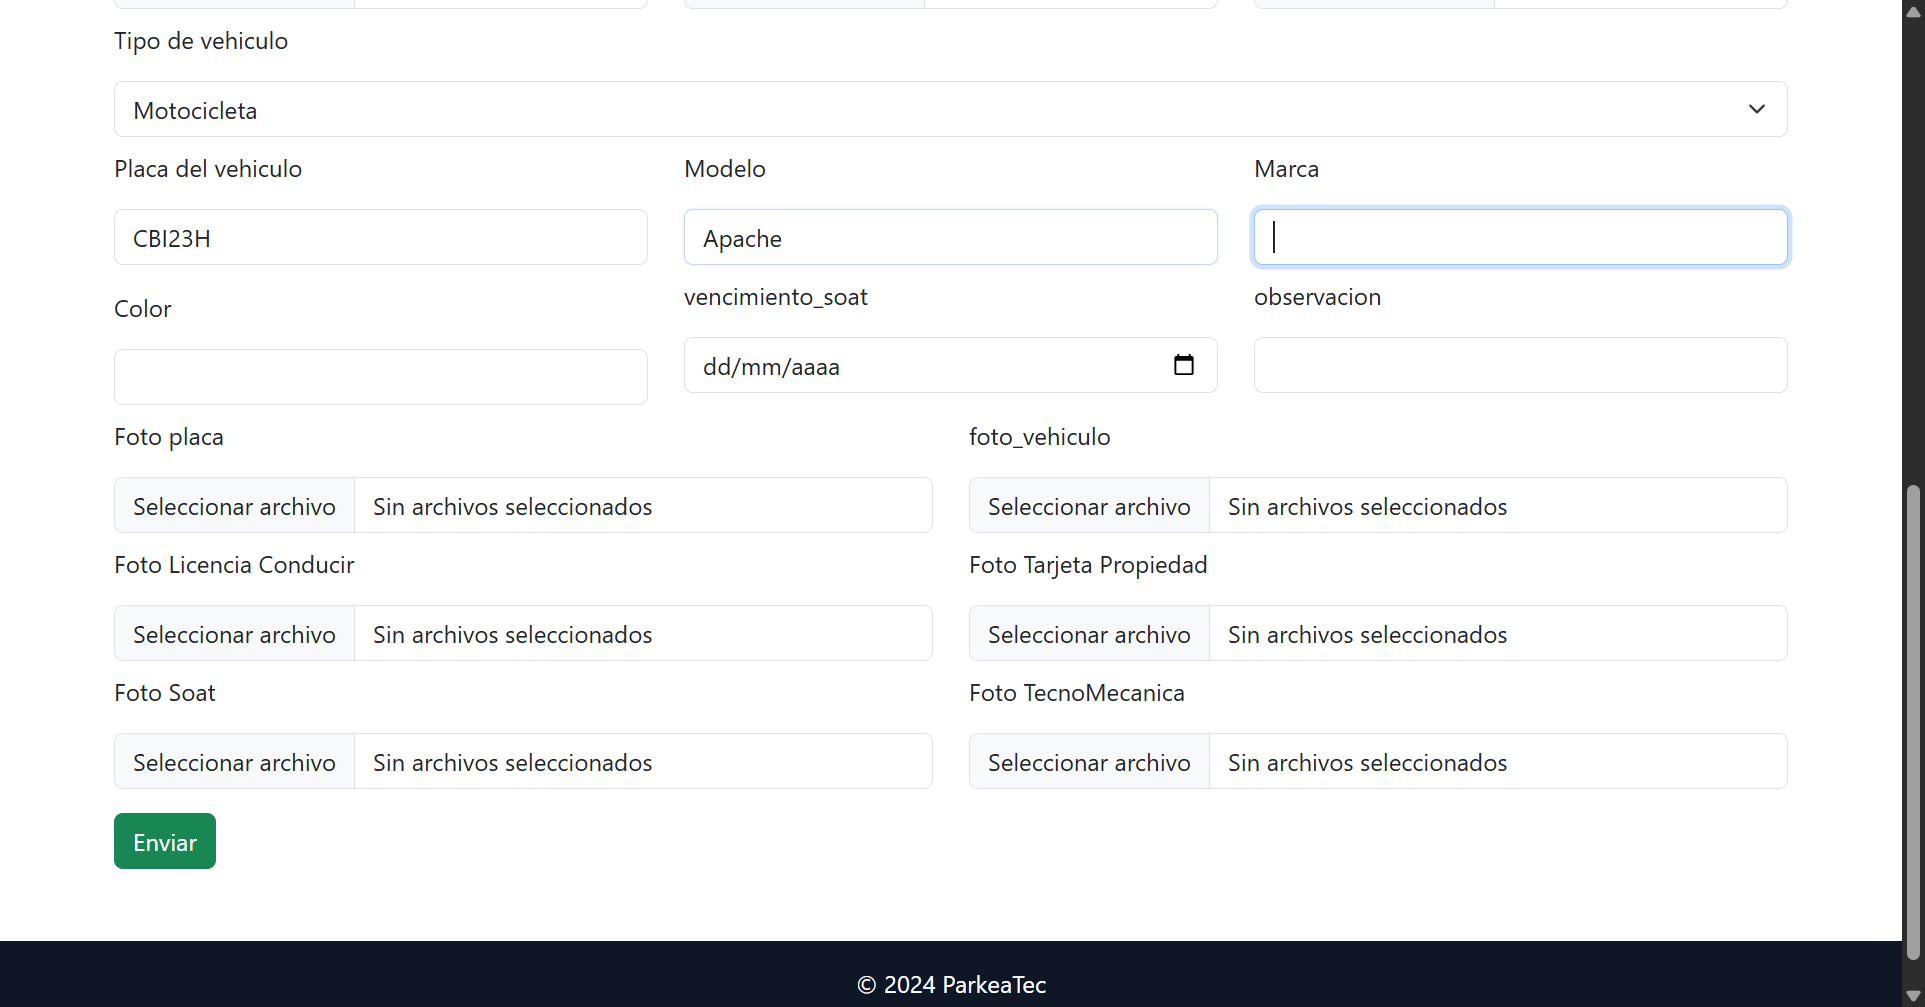 Tipo de vehiculo
Motocicleta
Placa del vehiculo
Modelo
Marca
CBI23H
Apache
Color
vencimiento_soat
observacion
dd/mm/aaaa
Foto placa
foto_vehiculo
Seleccionar archivo Sin archivos seleccionados
Seleccionar archivo Sin archivos seleccionados
Foto Licencia Conducir
Foto Tarjeta Propiedad
Seleccionar archivo Sin archivos seleccionados
Seleccionar archivo Sin archivos seleccionados
Foto Soat
Foto TecnoMecanica
Seleccionar archivo Sin archivos seleccionados
Seleccionar archivo Sin archivos seleccionados
Enviar
© 2024 ParkeaTec